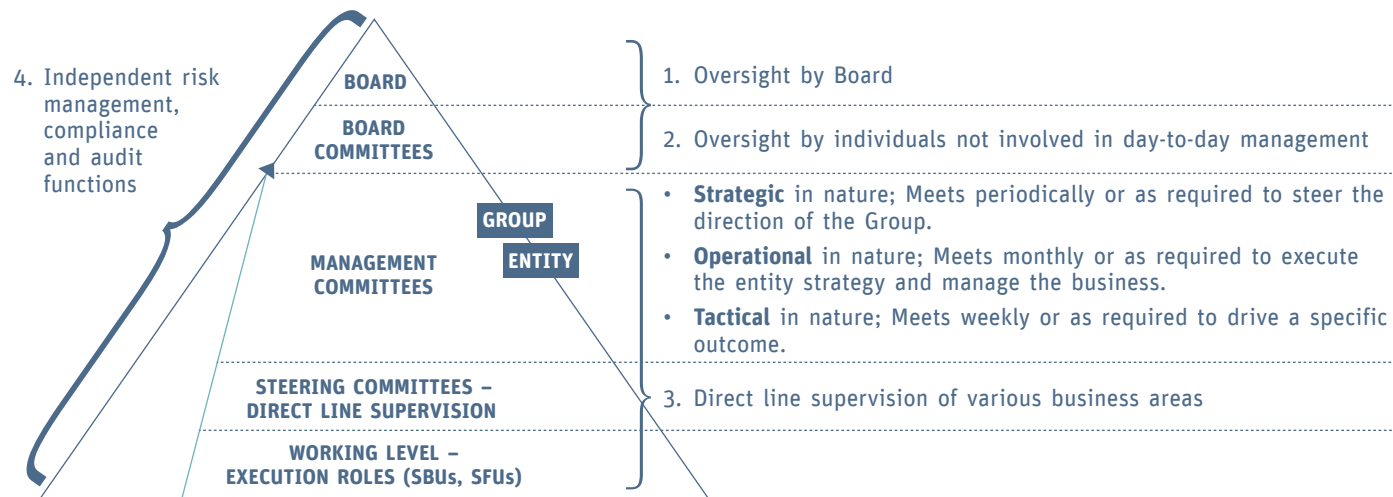 4. Independent risk
management,
compliance
and audit
functions
BOARD
BOARD
COMMITTEES
GROUP
ENTITY
MANAGEMENT
COMMITTEES
STEERING COMMITTEES –
DIRECT LINE SUPERVISION
WORKING LEVEL –
EXECUTION ROLES (SBUs, SFUs)
1. Oversight by Board
2. Oversight by individuals not involved in day-to-day management
• Strategic in nature; Meets periodically or as required to steer the
direction of the Group.
• Operational in nature; Meets monthly or as required to execute
the entity strategy and manage the business.
• Tactical in nature; Meets weekly or as required to drive a specific
outcome.
3. Direct line supervision of various business areas